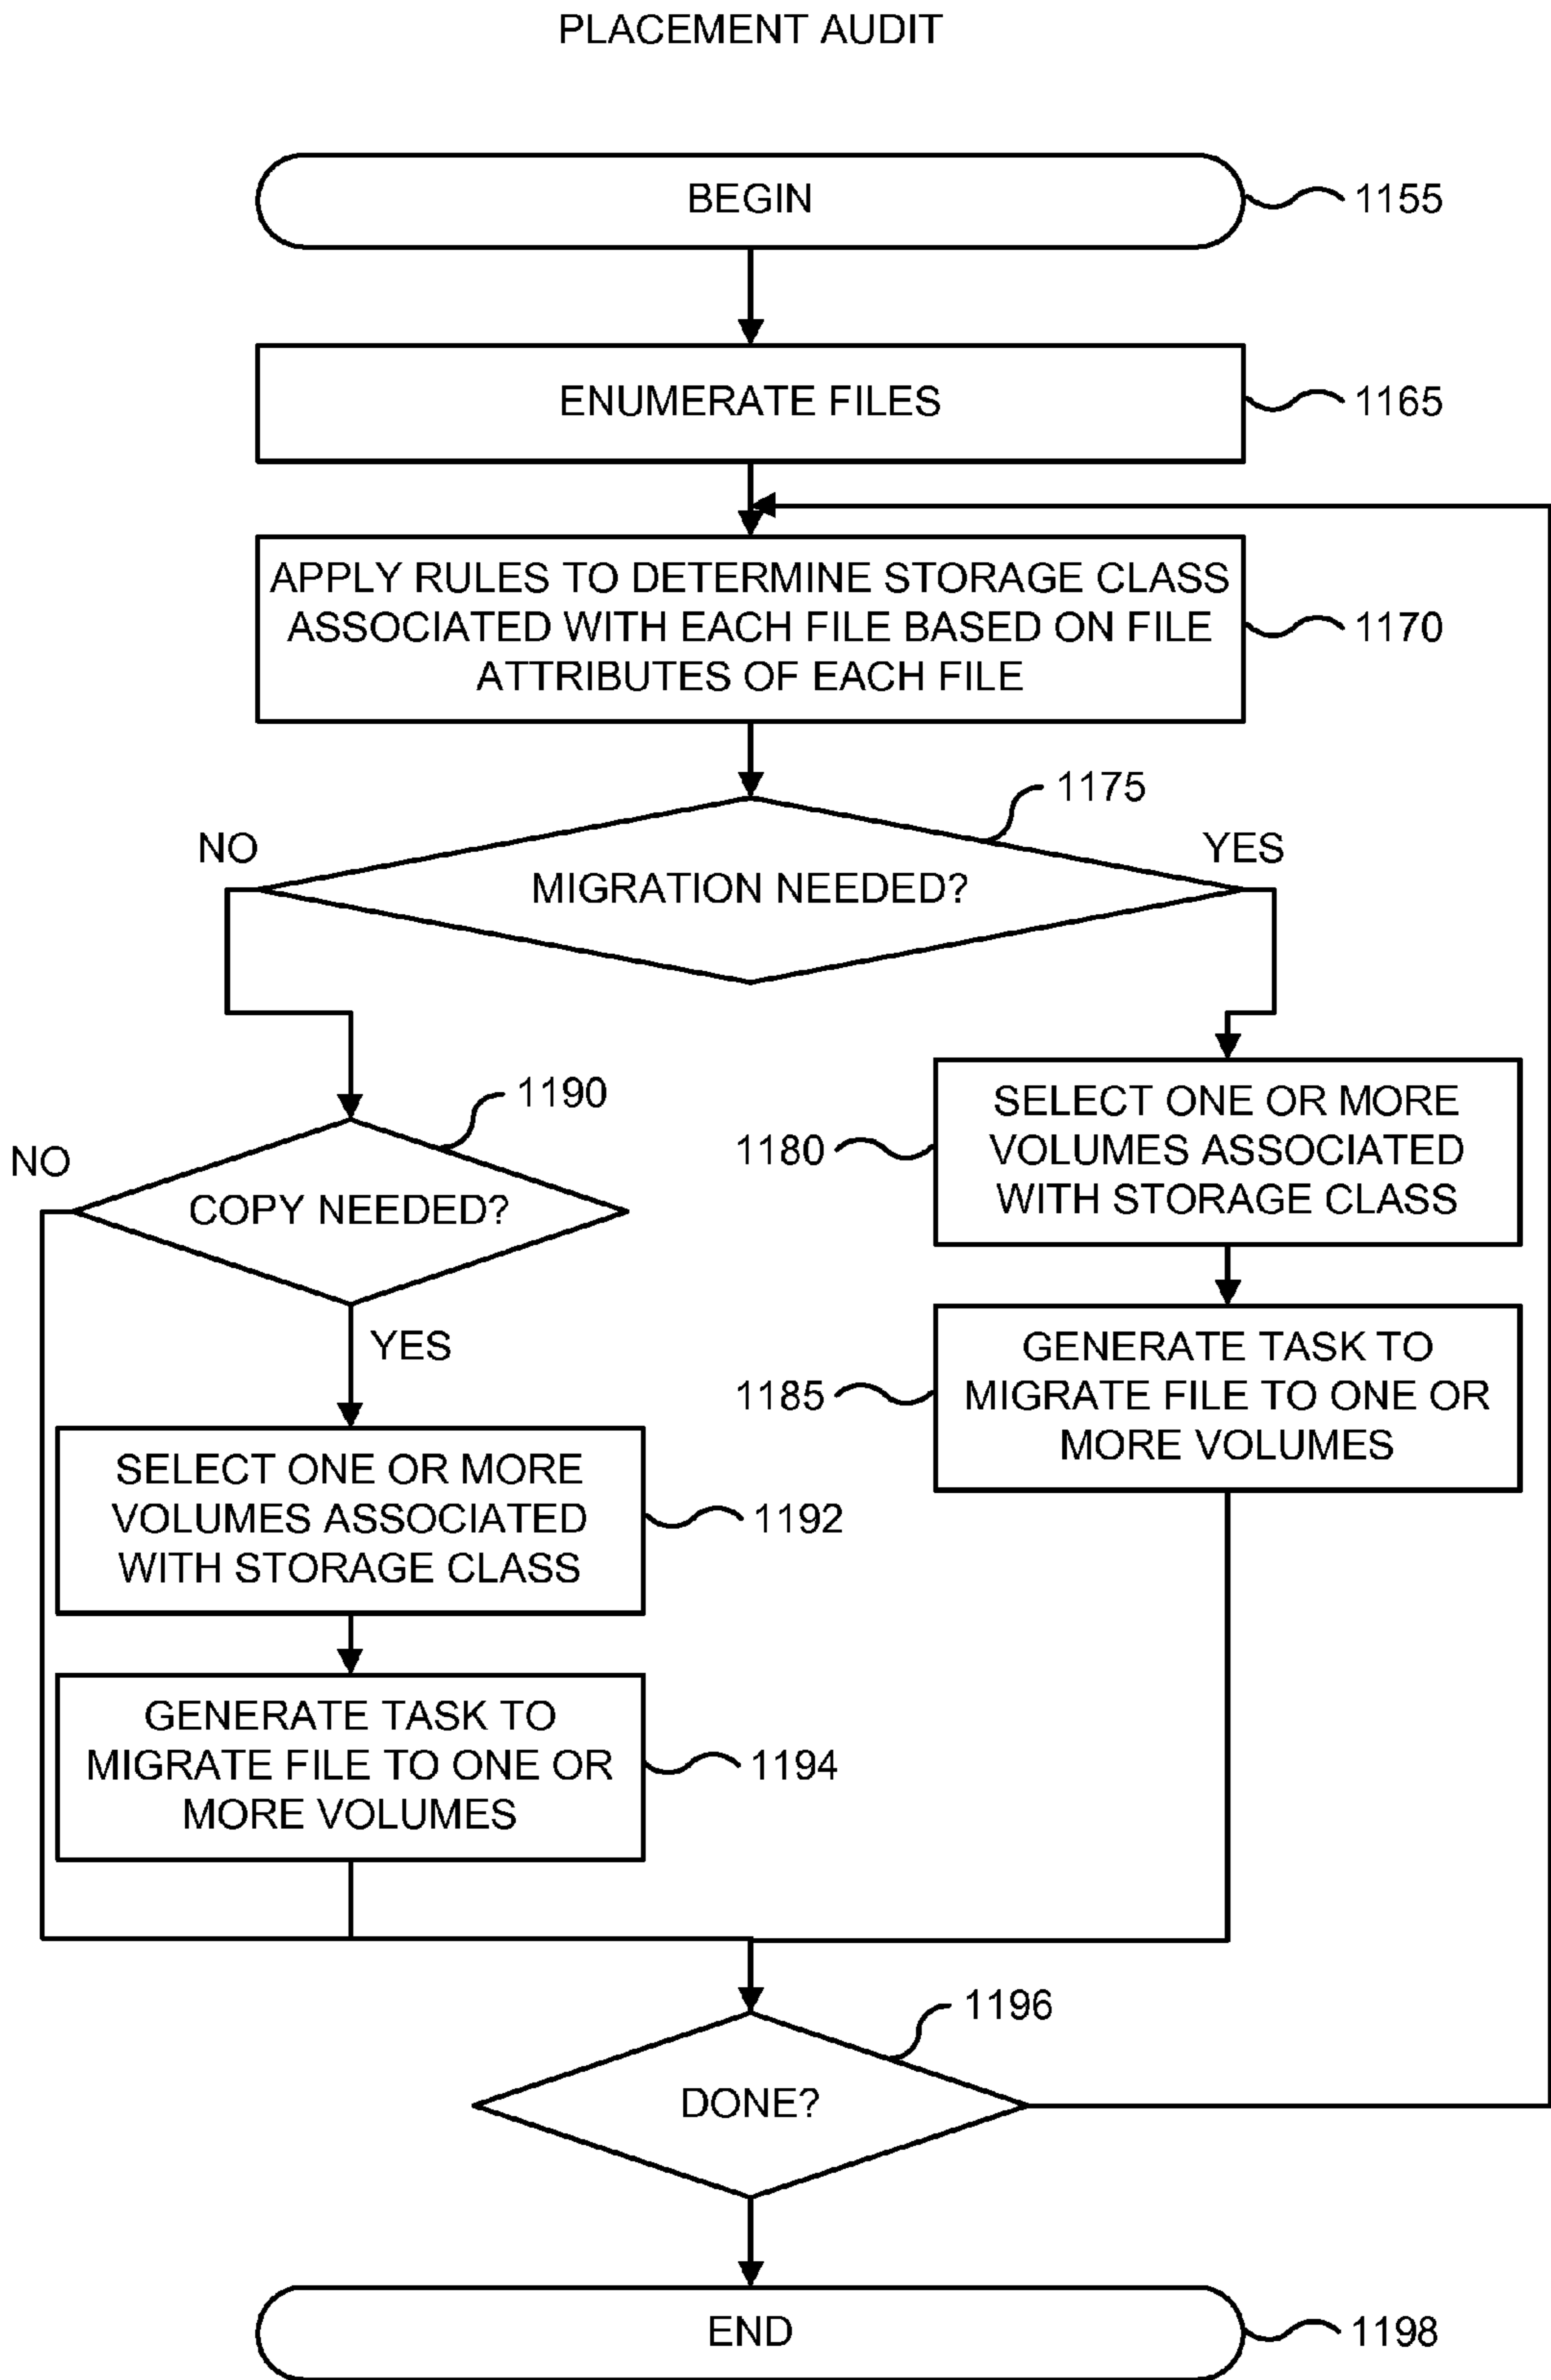 PLACEMENT AUDIT
BEGIN
1155
ENUMERATE FILES
1165
APPLY RULES TO DETERMINE STORAGE CLASS
ASSOCIATED WITH EACH FILE BASED ON FILE
ATTRIBUTES OF EACH FILE
1170
1175
NO
YES
MIGRATION NEEDED?
1190
NO
COPY NEEDED?
YES
1180
SELECT ONE OR MORE
VOLUMES ASSOCIATED
WITH STORAGE CLASS
1185
GENERATE TASK TO
MIGRATE FILE TO ONE OR
MORE VOLUMES
SELECT ONE OR MORE
VOLUMES ASSOCIATED
WITH STORAGE CLASS
1192
GENERATE TASK TO
MIGRATE FILE TO ONE OR
MORE VOLUMES
1194
1196
DONE?
END
1198